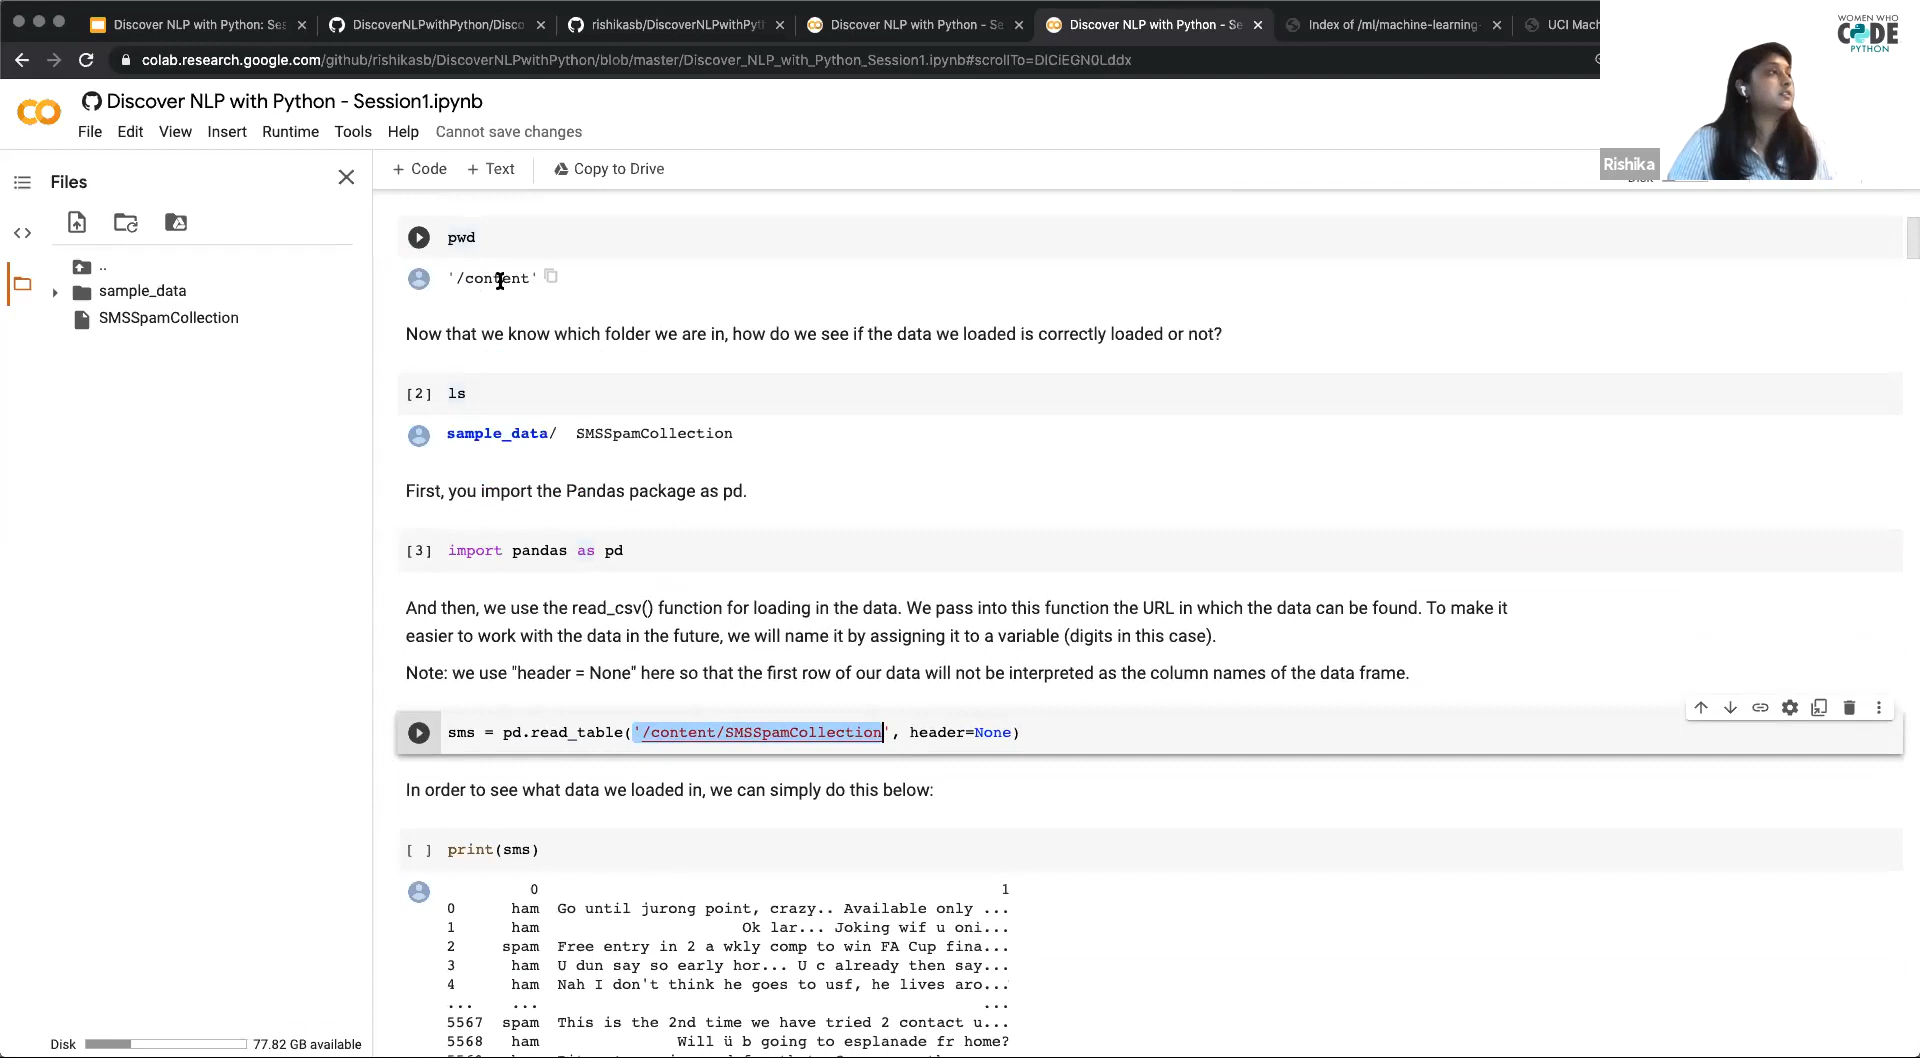 Discover NLP with Python: Ses
DiscoverNLPwithPython/Disco
rishikasb/DiscoverNLPwithPyth
Discover NLP with Python - Se
Discover NLP with Python - Se
Index of /ml/machine-learning-
UCI Mac
WOMEN WHO
CODE
PYTHON
colab.research.google.com/github/rishikasb/DiscoverNLPwithPython/blob/master/Discover_NLP_with_Python_Session1.ipynb#scrollTo=DlCiEGN0Lddx
Discover NLP with Python - Session1.ipynb
File Edit View Insert Runtime Tools Help Cannot save changes
Rishika
Files
+ Code + Text Copy to Drive
Disk
..
sample_data
SMSSpamCollection
pwd
'/content'
Now that we know which folder we are in, how do we see if the data we loaded is correctly loaded or not?
[2] ls
sample_data/ SMSSpamCollection
First, you import the Pandas package as pd.
[3] import pandas as pd
And then, we use the read_csv() function for loading in the data. We pass into this function the URL in which the data can be found. To make it
easier to work with the data in the future, we will name it by assigning it to a variable (digits in this case).
Note: we use "header = None" here so that the first row of our data will not be interpreted as the column names of the data frame.
sms = pd.read_table('/content/SMSSpamCollection', header=None)
In order to see what data we loaded in, we can simply do this below:
[ ] print(sms)
0 1
0 ham Go until jurong point, crazy.. Available only ...
1 ham Ok lar... Joking wif u oni...
2 spam Free entry in 2 a wkly comp to win FA Cup fina...
3 ham U dun say so early hor... U c already then say...
4 ham Nah I don't think he goes to usf, he lives aro...
... ... ...
5567 spam This is the 2nd time we have tried 2 contact u...
5568 ham Will ü b going to esplanade fr home?
Disk 77.82 GB available